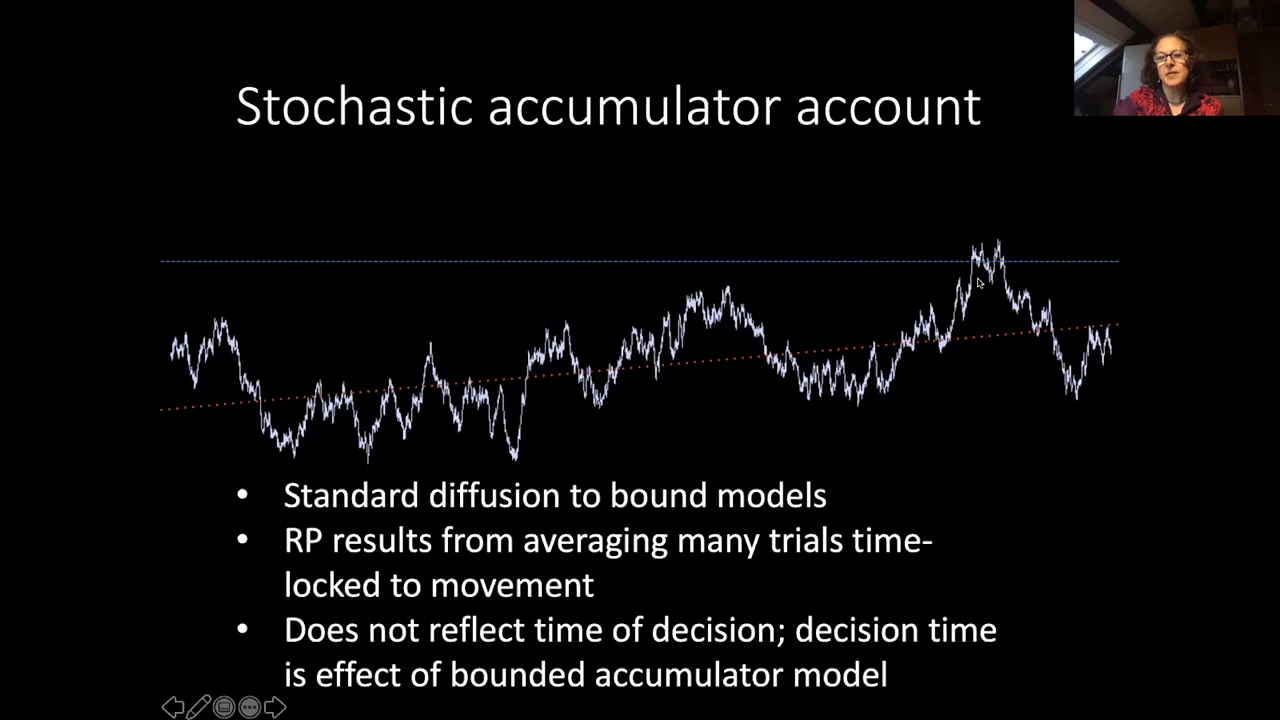 Stochastic accumulator account
• Standard diffusion to bound models
• RP results from averaging many trials time-
locked to movement
• Does not reflect time of decision; decision time
is effect of bounded accumulator model